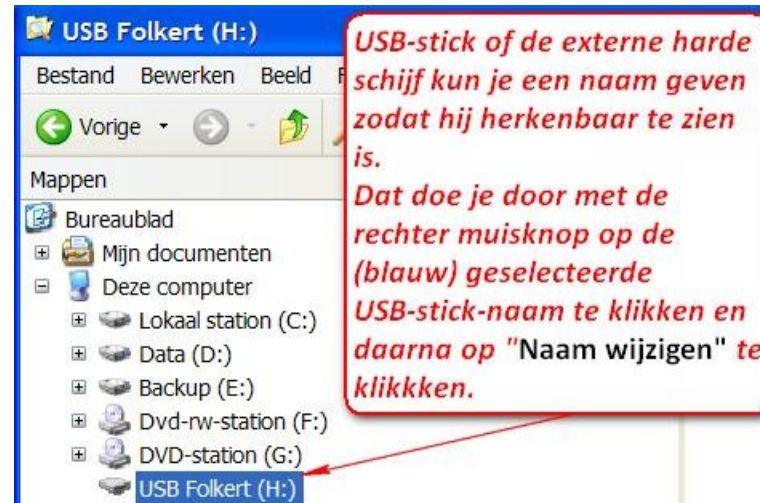 USB Folkert (H:)
Bestand Bewerken Beeld
Vorige
Mappen
Bureaublad
Mijn documenten
Deze computer
Lokaal station (C:)
Data (D:)
Backup (E:)
Dvd-rw-station (F:)
DVD-station (G:)
USB Folkert (H:)
USB-stick of de externe harde
schijf kun je een naam geven
zodat hij herkenbaar te zien
is.
Dat doe je door met de
rechter muisknop op de
(blauw) geselecteerde
USB-stick-naam te klikken en
daarna op "Naam wijzigen" te
klikkken.